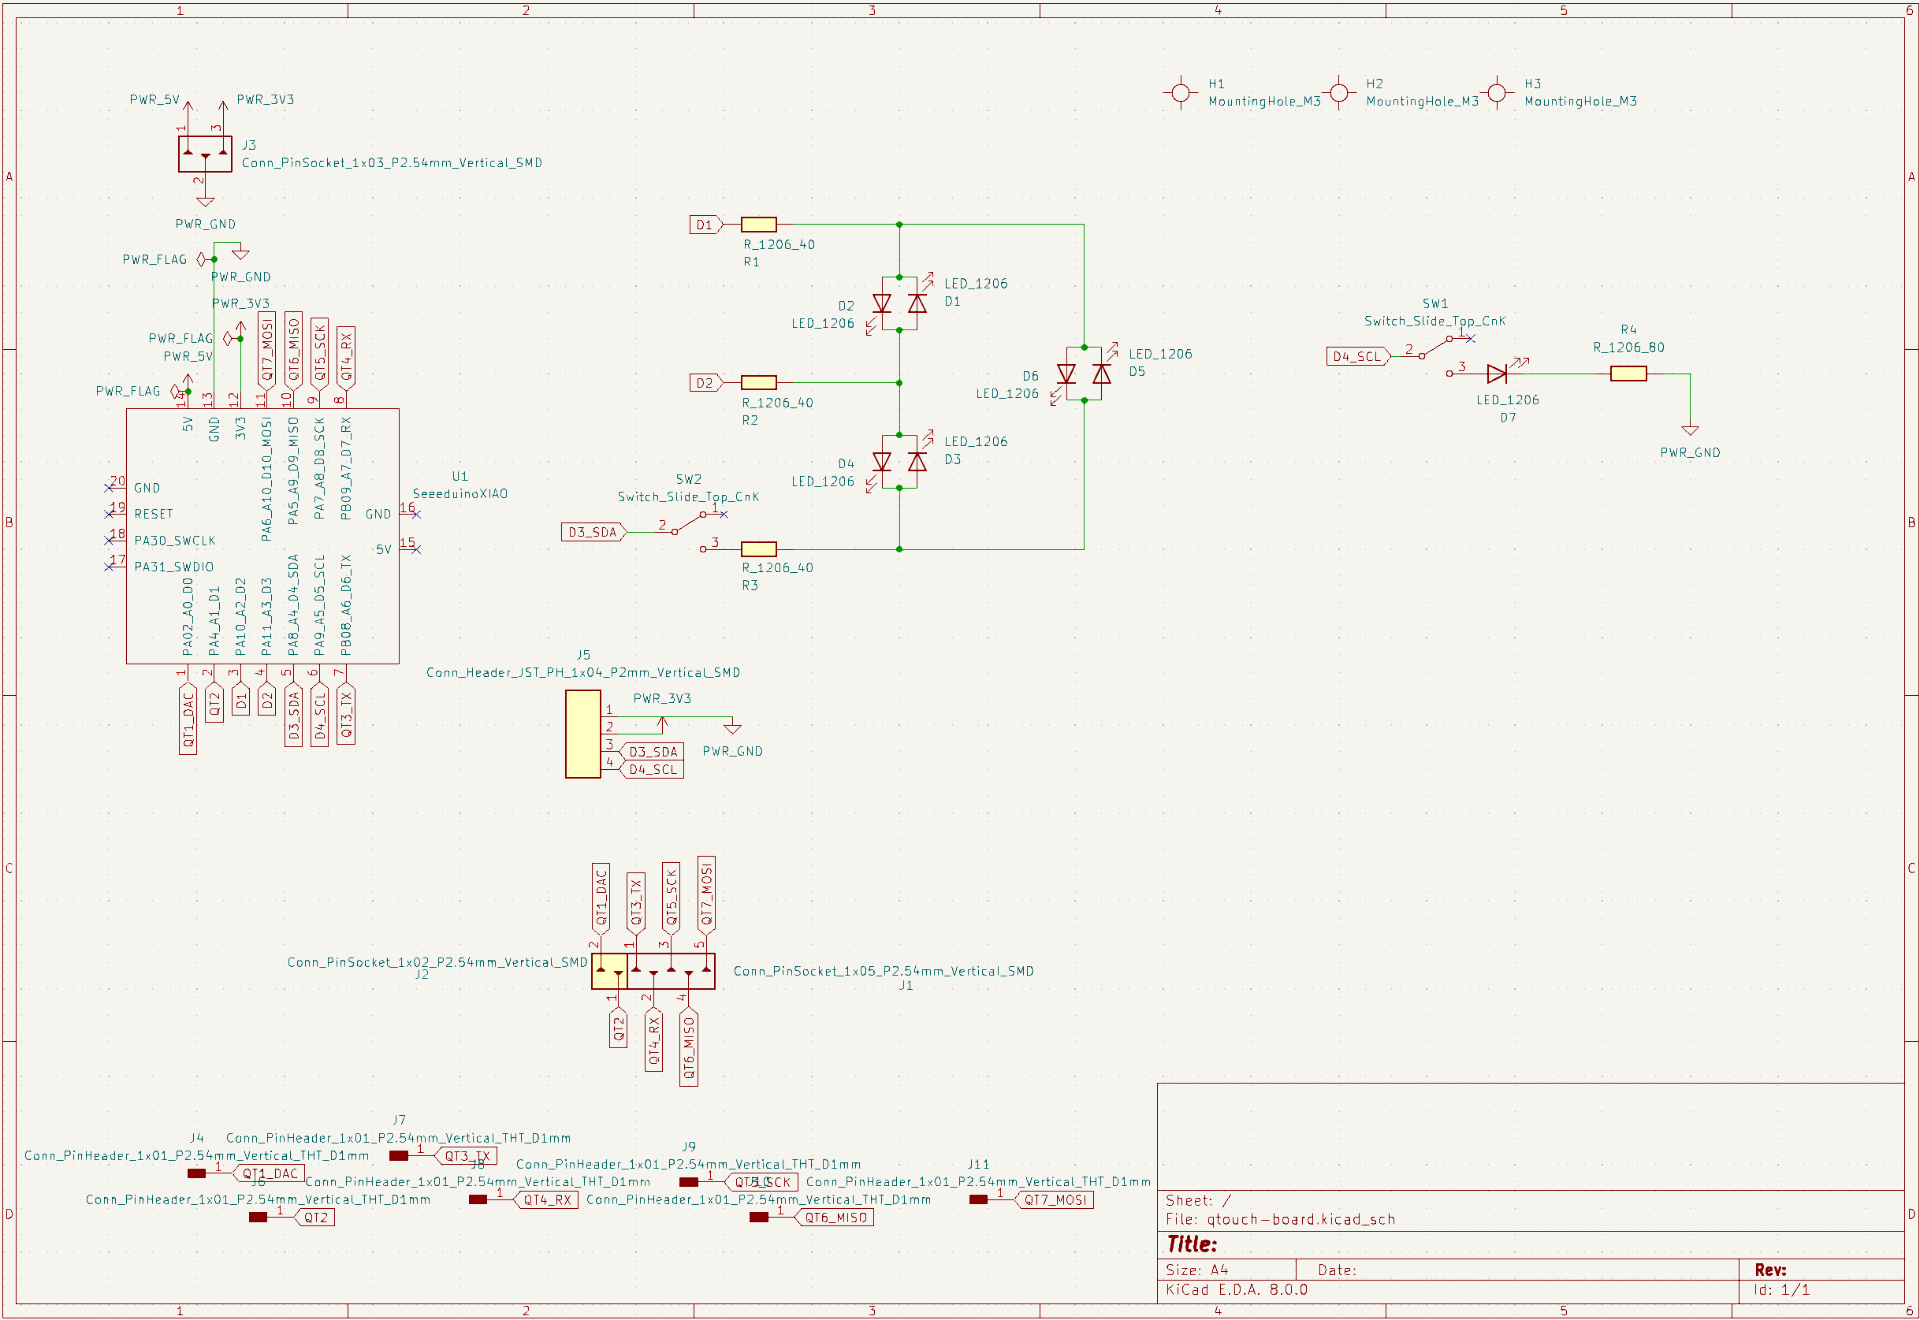 1 2 3 4 5 6
H1
MountingHole_M3
H2
MountingHole_M3
H3
MountingHole_M3
PWR_5V
PWR_3V3
1
3
J3
Conn_PinSocket_1x03_P2.54mm_Vertical_SMD
2
PWR_GND
A
A
PWR_FLAG
PWR_GND
PWR_3V3
PWR_FLAG
PWR_5V
PWR_FLAG
QT7_MOSI
QT6_MISO
QT5_SCK
QT4_RX
14
13
12
11
10
9
8
5V
GND
3V3
PA6_A10_D10_MOSI
PA5_A9_D9_MISO
PA7_A8_D8_SCK
PB09_A7_D7_RX
U1
SeeeduinoXIAO
20
GND
19
RESET
18
PA30_SWCLK
17
PA31_SWDIO
GND
16
5V
15
PA02_A0_D0
PA4_A1_D1
PA10_A2_D2
PA11_A3_D3
PA8_A4_D4_SDA
PA9_A5_D5_SCL
PB08_A6_D6_TX
1
2
3
4
5
6
7
QT1_DAC
QT2
D1
D2
D3_SDA
D4_SCL
QT3_TX
D1
R_1206_40
R1
D2
R_1206_40
R2
D2
LED_1206
LED_1206
D1
D4
LED_1206
LED_1206
D3
D6
LED_1206
LED_1206
D5
SW2
Switch_Slide_Top_CnK
D3_SDA
2
1
3
R_1206_40
R3
SW1
Switch_Slide_Top_CnK
D4_SCL
2
1
3
LED_1206
D7
R4
R_1206_80
PWR_GND
B
B
J5
Conn_Header_JST_PH_1x04_P2mm_Vertical_SMD
PWR_3V3
1
2
3
4
D3_SDA
D4_SCL
PWR_GND
C
C
QT1_DAC
QT3_TX
QT5_SCK
QT7_MOSI
2
1
3
5
Conn_PinSocket_1x02_P2.54mm_Vertical_SMD
J2
Conn_PinSocket_1x05_P2.54mm_Vertical_SMD
J1
1
2
4
QT2
QT4_RX
QT6_MISO
J4
Conn_PinHeader_1x01_P2.54mm_Vertical_THT_D1mm
1
QT1_DAC
J7
Conn_PinHeader_1x01_P2.54mm_Vertical_THT_D1mm
1
QT3_TX
J6
Conn_PinHeader_1x01_P2.54mm_Vertical_THT_D1mm
1
QT2
J8
Conn_PinHeader_1x01_P2.54mm_Vertical_THT_D1mm
1
QT4_RX
J9
Conn_PinHeader_1x01_P2.54mm_Vertical_THT_D1mm
1
QT5_SCK
Conn_PinHeader_1x01_P2.54mm_Vertical_THT_D1mm
1
QT6_MISO
J11
Conn_PinHeader_1x01_P2.54mm_Vertical_THT_D1mm
1
QT7_MOSI
D
D
Sheet: /
File: qtouch-board.kicad_sch
Title:
Size: A4
Date:
Rev:
KiCad E.D.A. 8.0.0
Id: 1/1
1 2 3 4 5 6